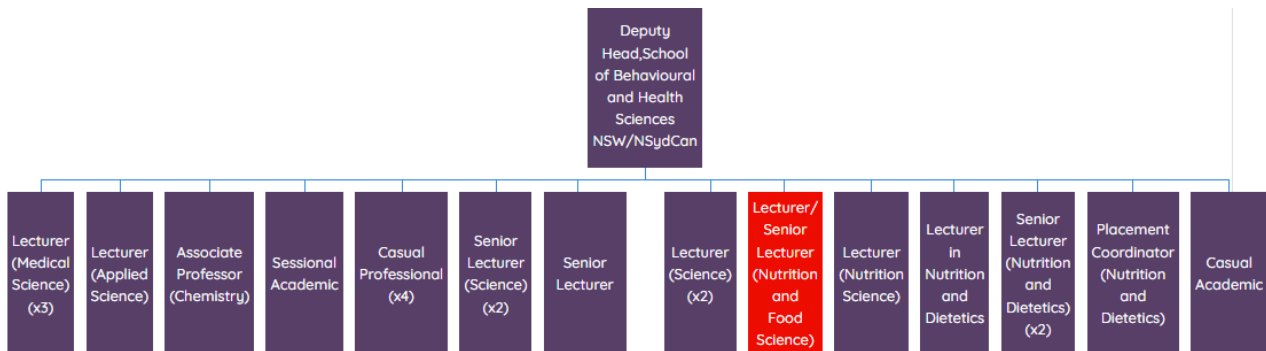 Deputy
Head,School
of Behavioural
and Health
Sciences
NSW/NSydCan
Lecturer
(Medical
Science)
(x3)
Lecturer
(Applied
Science)
Associate
Professor
(Chemistry)
Sessional
Academic
Casual
Professional
(x4)
Senior
Lecturer
(Science)
(x2)
Senior
Lecturer
Lecturer
(Science)
(x2)
Lecturer/
Senior
Lecturer
(Nutrition
and
Food
Science)
Lecturer
(Nutrition
Science)
Lecturer
in
Nutrition
and
Dietetics
Senior
Lecturer
(Nutrition
and
Dietetics)
(x2)
Placement
Coordinator
(Nutrition
and
Dietetics)
Casual
Academic